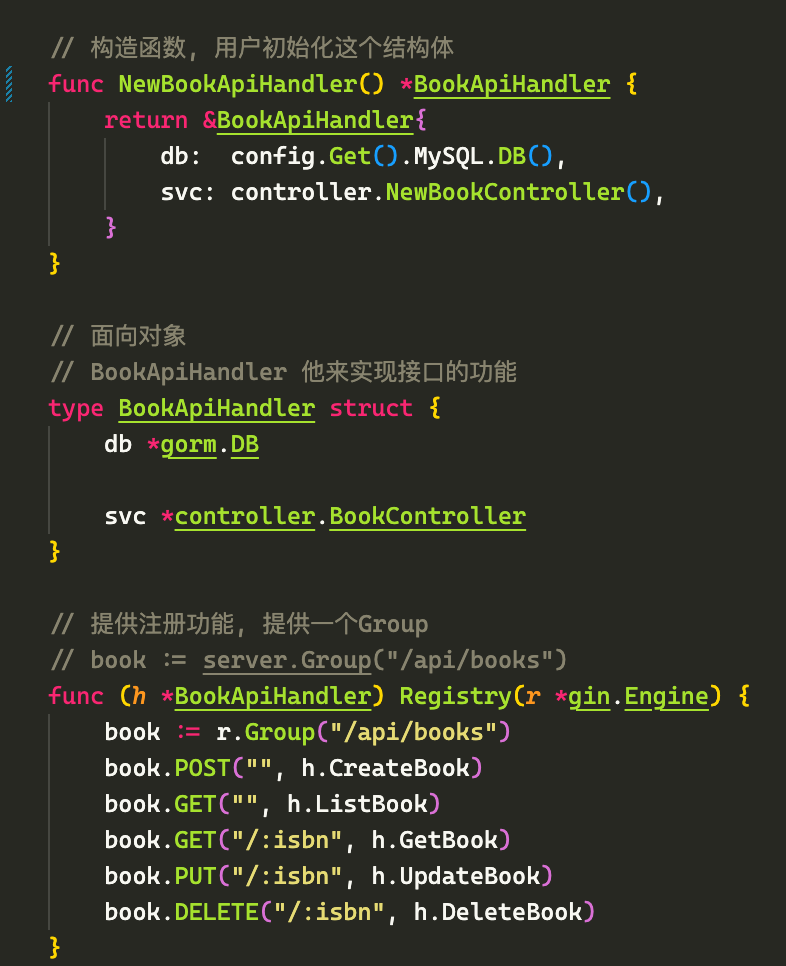 // 构造函数, 用户初始化这个结构体
func NewBookApiHandler() *BookApiHandler {
    return &BookApiHandler{
        db:  config.Get().MySQL.DB(),
        svc: controller.NewBookController(),
    }
}
// 面向对象
// BookApiHandler 他来实现接口的功能
type BookApiHandler struct {
    db *gorm.DB
    svc *controller.BookController
}
// 提供注册功能, 提供一个Group
// book := server.Group("/api/books")
func (h *BookApiHandler) Registry(r *gin.Engine) {
    book := r.Group("/api/books")
    book.POST("", h.CreateBook)
    book.GET("", h.ListBook)
    book.GET("/:isbn", h.GetBook)
    book.PUT("/:isbn", h.UpdateBook)
    book.DELETE("/:isbn", h.DeleteBook)
}